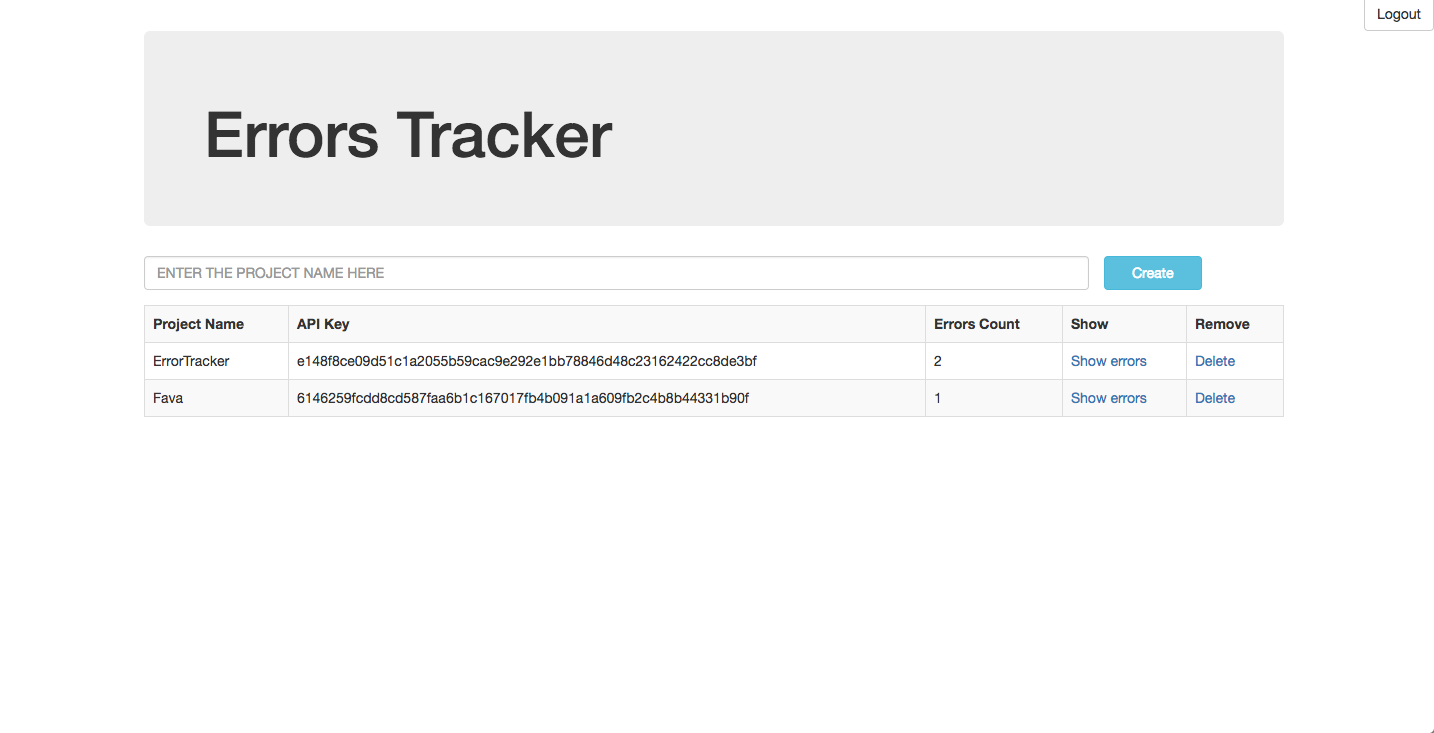 Logout
Errors Tracker
ENTER THE PROJECT NAME HERE Create
Project Name API Key Errors Count Show Remove
ErrorTracker e148f8ce09d51c1a2055b59cac9e292e1bb78846d48c23162422cc8de3bf 2 Show errors Delete
Fava 6146259fcdd8cd587faa6b1c167017fb4b091a1a609fb2c4b8b44331b90f 1 Show errors Delete